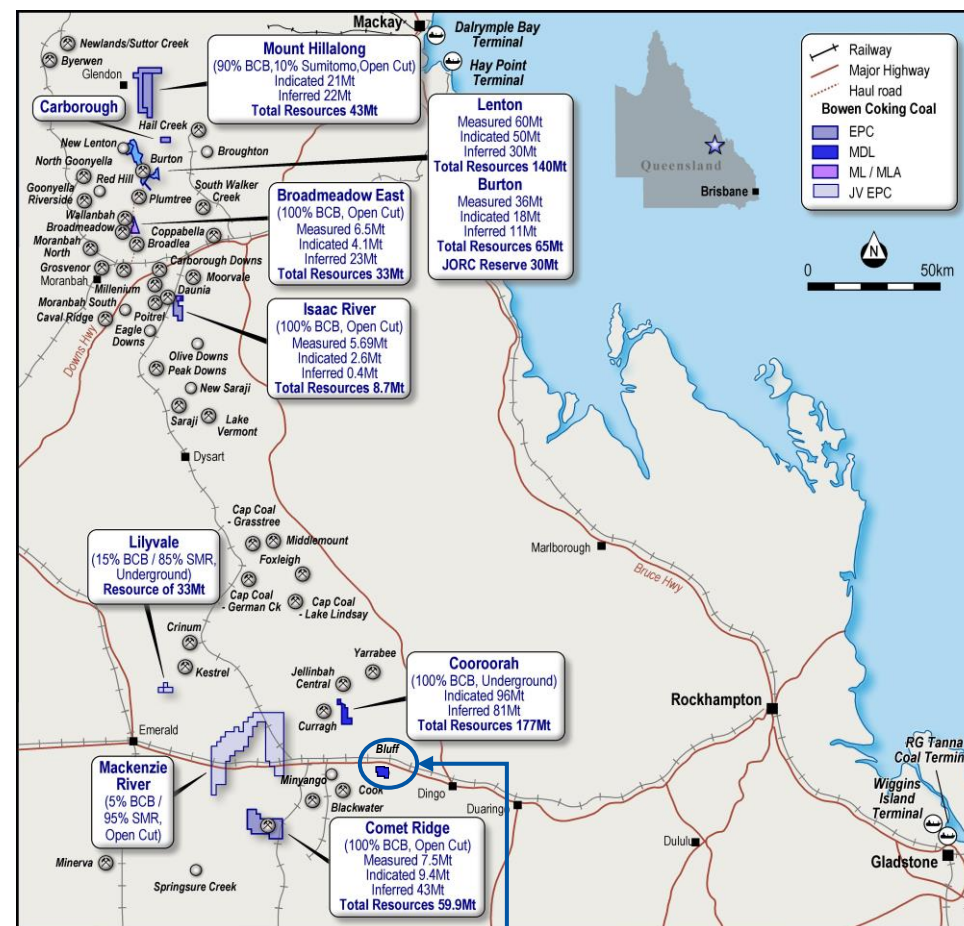 Mackay
Dalrymple Bay
Terminal
Hay Point
Terminal
Newlands/Suttor Creek
Byerwen
Glendon
Mount Hillalong
(90% BCB,10% Sumitomo,Open Cut)
Indicated 21Mt
Inferred 22Mt
Total Resources 43Mt
Railway
Major Highway
Haul road
Bowen Coking Coal
EPC
MDL
ML / MLA
JV EPC
Queensland
Brisbane
N
0
50km
Carborough
Hail Creek
New Lenton
Broughton
North Goonyella
Burton
Red Hill
Goonyella
Riverside
Plumtree
South Walker
Creek
Wallanbah
Broadmeadow
Coppabella
Broadlea
Moranbah
North
Lenton
Measured 60Mt
Indicated 50Mt
Inferred 30Mt
Total Resources 140Mt
Burton
Measured 36Mt
Indicated 18Mt
Inferred 11Mt
Total Resources 65Mt
JORC Reserve 30Mt
Broadmeadow East
(100% BCB, Open Cut)
Measured 6.5Mt
Indicated 4.1Mt
Inferred 23Mt
Total Resources 33Mt
Grosvenor
Moranbah
Carborough Downs
Moorvale
Millenium
Daunia
Moranbah South
Poitrel
Caval Ridge
Eagle
Downs
Downs Hwy
Isaac River
(100% BCB, Open Cut)
Measured 5.69Mt
Indicated 2.6Mt
Inferred 0.4Mt
Total Resources 8.7Mt
Olive Downs
Peak Downs
New Saraji
Saraji
Lake
Vermont
Dysart
Cap Coal
- Grasstree
Middlemount
Foxleigh
Cap Coal
- German Ck
Cap Coal
- Lake Lindsay
Marlborough
Bruce Hwy
Lilyvale
(15% BCB / 85% SMR,
Underground)
Resource of 33Mt
Crinum
Kestrel
Yarrabee
Jellinbah
Central
Curragh
Cooroorah
(100% BCB, Underground)
Indicated 96Mt
Inferred 81Mt
Total Resources 177Mt
Rockhampton
Emerald
Bluff
Mackenzie
River
(5% BCB /
95% SMR,
Open Cut)
Minyango
Cook
Blackwater
Dingo
Duaringa
RG Tanna
Coal Termin
Wiggins
Island
Terminal
Gladstone
Dululu
Comet Ridge
(100% BCB, Open Cut)
Measured 7.5Mt
Indicated 9.4Mt
Inferred 43Mt
Total Resources 59.9Mt
Minerva
Springsure Creek